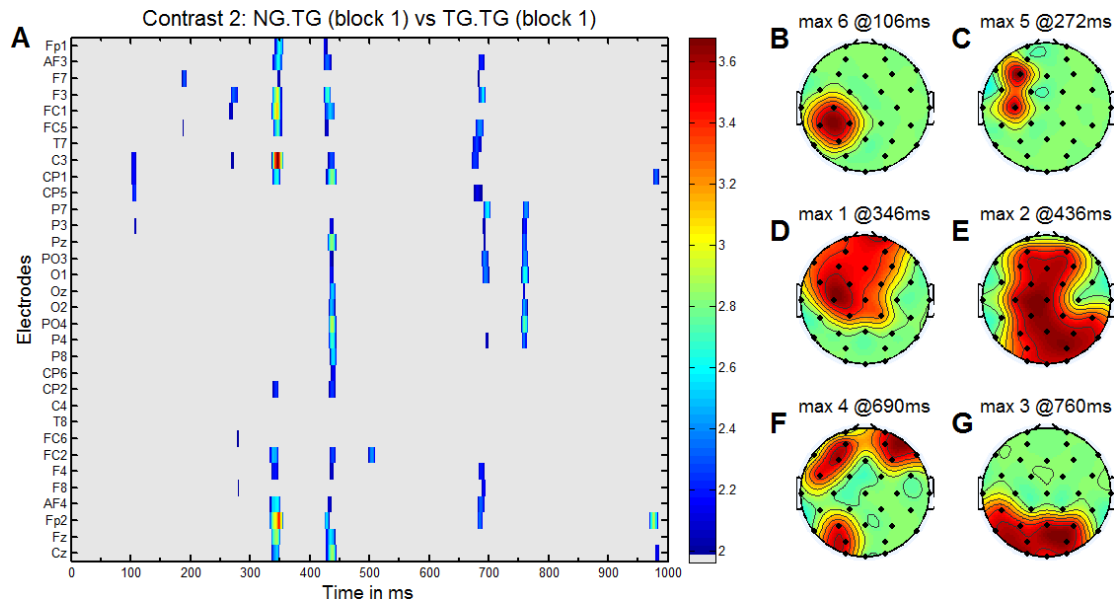 Contrast 2: NG.TG (block 1) vs TG.TG (block 1)
A
Electrodes
Fp1
AF3
F7
F3
FC1
FC5
T7
C3
CP1
CP5
P7
P3
Pz
PO3
O1
Oz
O2
PO4
P4
P8
CP6
CP2
C4
T8
FC6
FC2
F4
F8
AF4
Fp2
Fz
Cz
0 100 200 300 400 500 600 700 800 900 1000
Time in ms
3.6
3.4
3.2
3
2.8
2.6
2.4
2.2
2
B
max 6 @106ms
C
max 5 @272ms
D
max 1 @346ms
E
max 2 @436ms
F
max 4 @690ms
G
max 3 @760ms